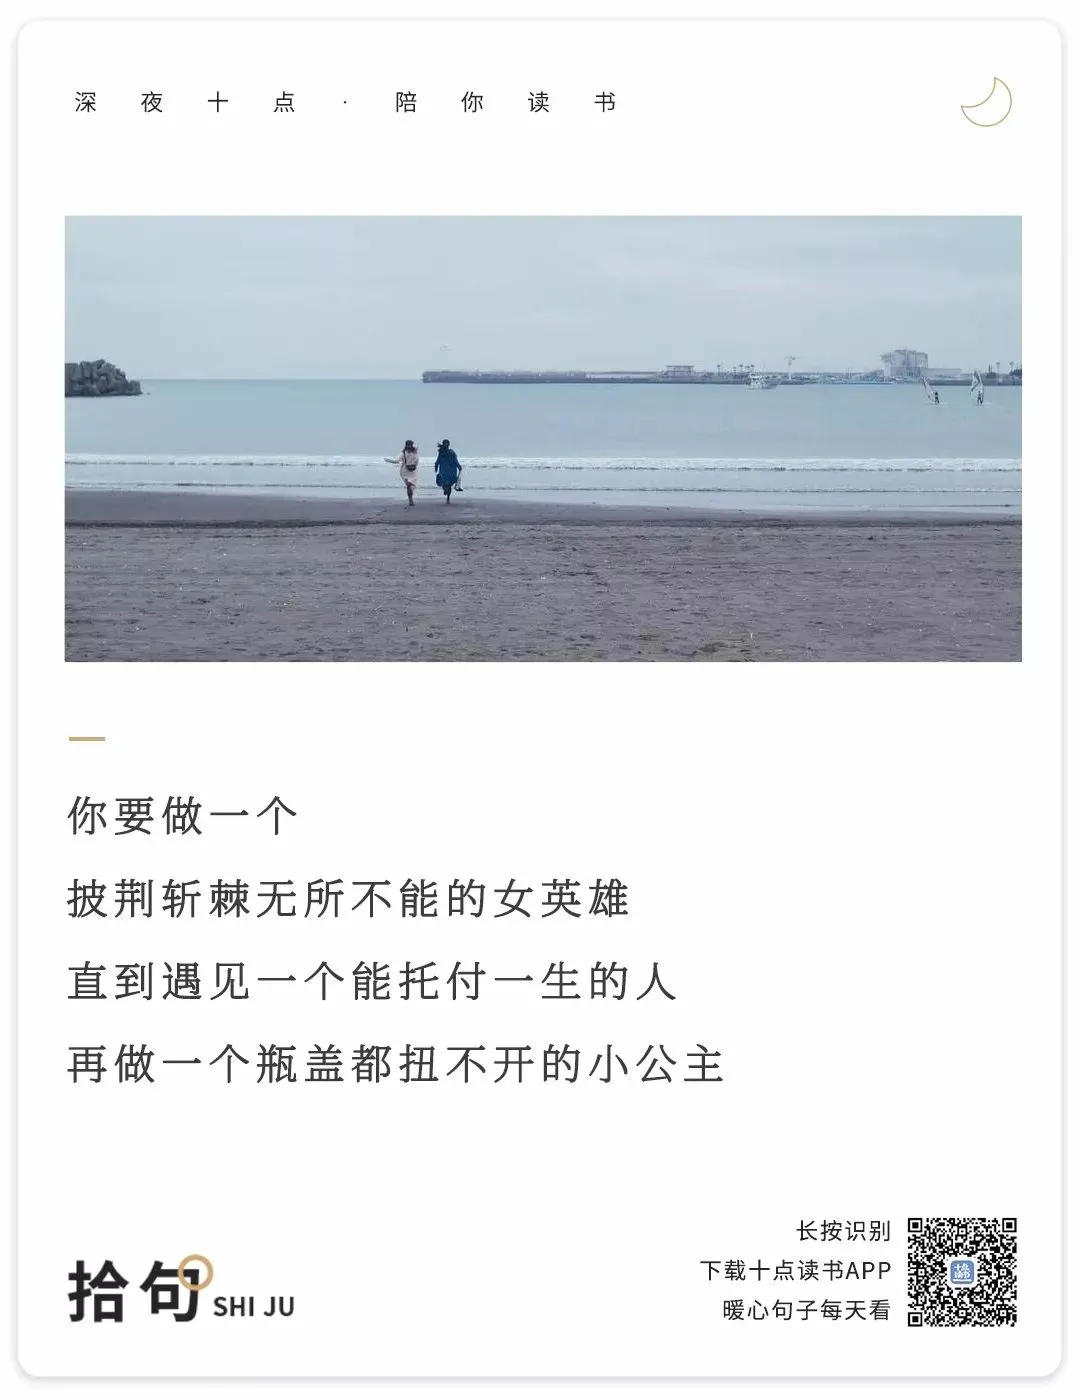 深夜十点·陪你读书
你要做一个
披荆斩棘无所不能的女英雄
直到遇见一个能托付一生的人
再做一个瓶盖都扭不开的小公主
拾句 SHI JU
长按识别
下载十点读书APP
暖心句子每天看
十点读书